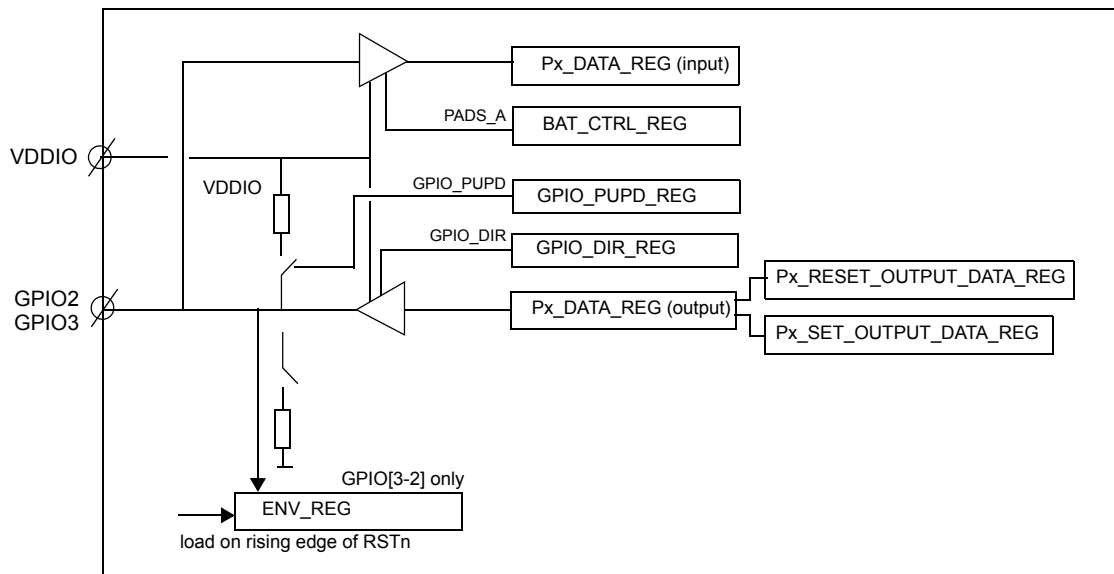 Px_DATA_REG (input)
PADS_A
BAT_CTRL_REG
VDDIO
VDDIO
GPIO_PUPD
GPIO_PUPD_REG
GPIO_DIR
GPIO_DIR_REG
Px_RESET_OUTPUT_DATA_REG
GPIO2
GPIO3
Px_DATA_REG (output)
Px_SET_OUTPUT_DATA_REG
GPIO[3-2] only
ENV_REG
load on rising edge of RSTn